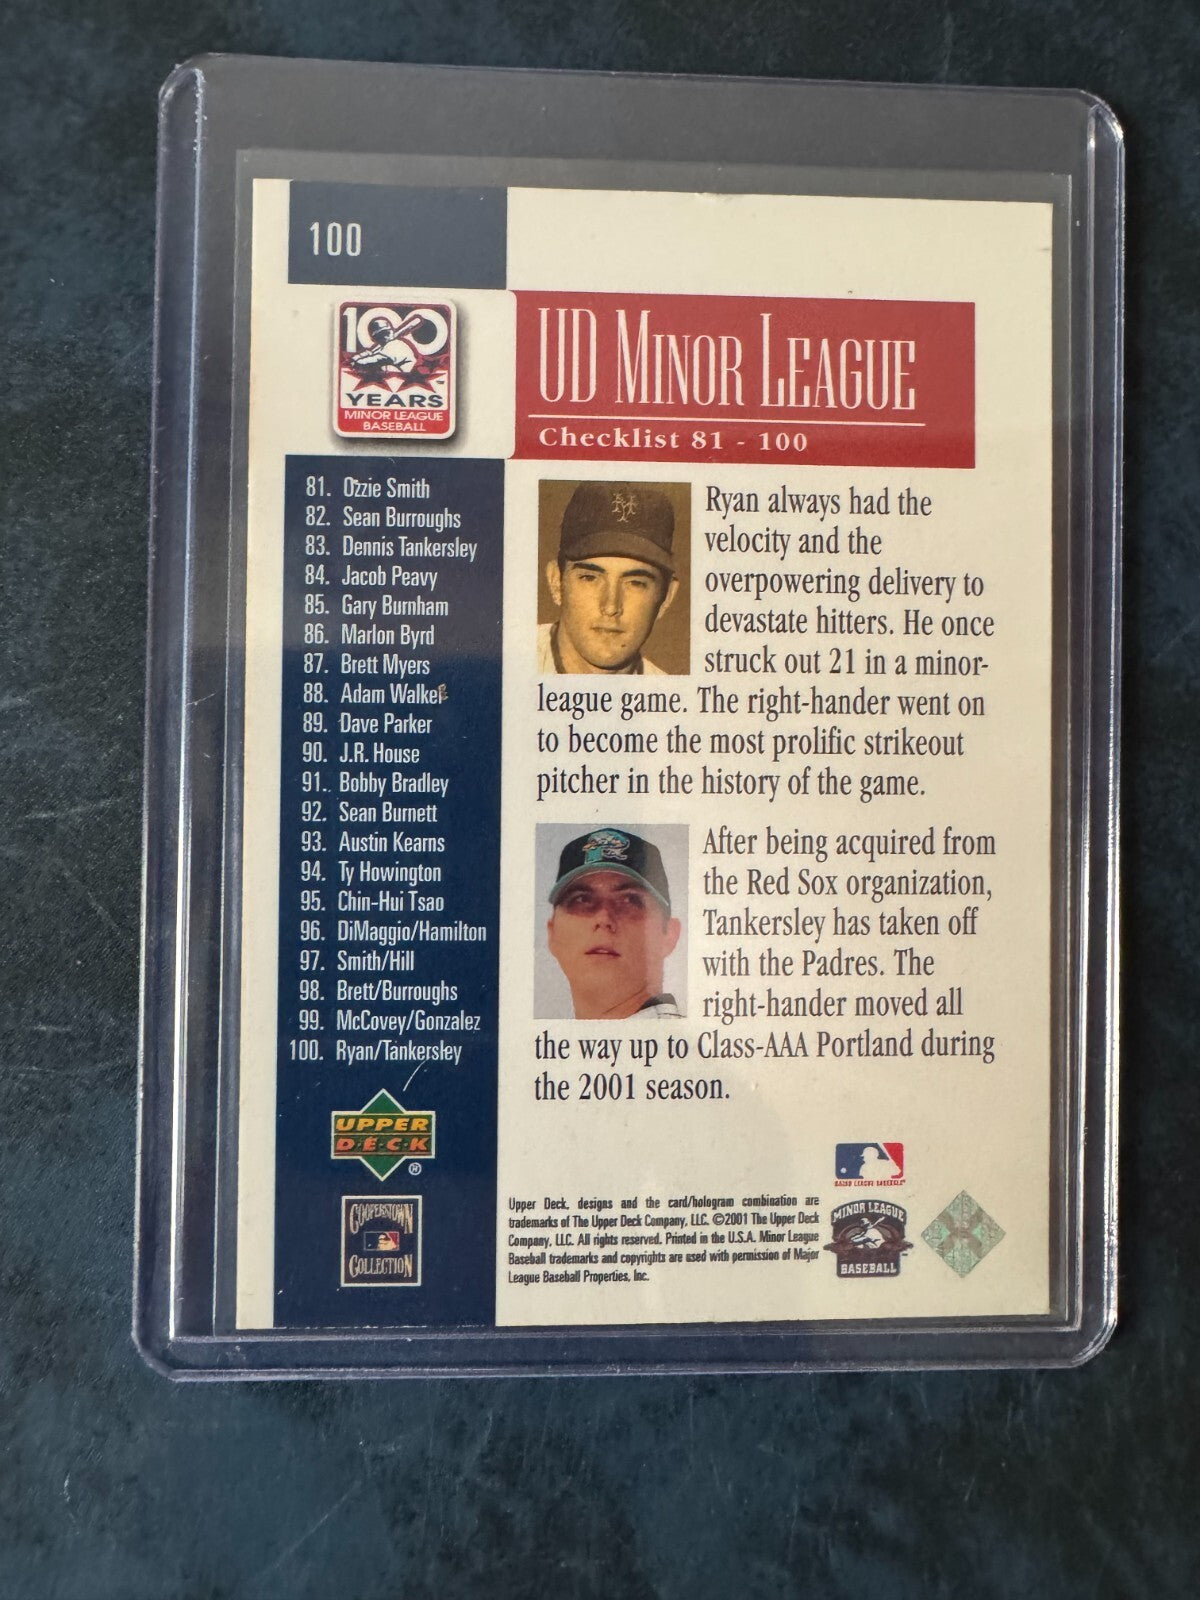 100
100
YEARS
MINOR LEAGUE
BASEBALL
UD MINOR LEAGUE
Checklist 81 - 100
81. Ozzie Smith
82. Sean Burroughs
83. Dennis Tankersley
84. Jacob Peavy
85. Gary Burnham
86. Marlon Byrd
87. Brett Myers
88. Adam Walker
89. Dave Parker
90. J.R. House
91. Bobby Bradley
92. Sean Burnett
93. Austin Kearns
94. Ty Howington
95. Chin-Hui Tsao
96. DiMaggio/Hamilton
97. Smith/Hill
98. Brett/Burroughs
99. McCovey/Gonzalez
100. Ryan/Tankersley
Ryan always had the
velocity and the
overpowering delivery to
devastate hitters. He once
struck out 21 in a minor-
league game. The right-hander went on
to become the most prolific strikeout
pitcher in the history of the game.
After being acquired from
the Red Sox organization,
Tankersley has taken off
with the Padres. The
right-hander moved all
the way up to Class-AAA Portland during
the 2001 season.
UPPER
DECK
®
COOPERSTOWN
COLLECTION
Upper Deck, designs and the card/hologram combination are
trademarks of The Upper Deck Company, LLC. ©2001 The Upper Deck
Company, LLC. All rights reserved. Printed in the U.S.A. Minor League
Baseball trademarks and copyrights are used with permission of Major
League Baseball Properties, Inc.
MAJOR LEAGUE BASEBALL
MINOR LEAGUE
BASEBALL